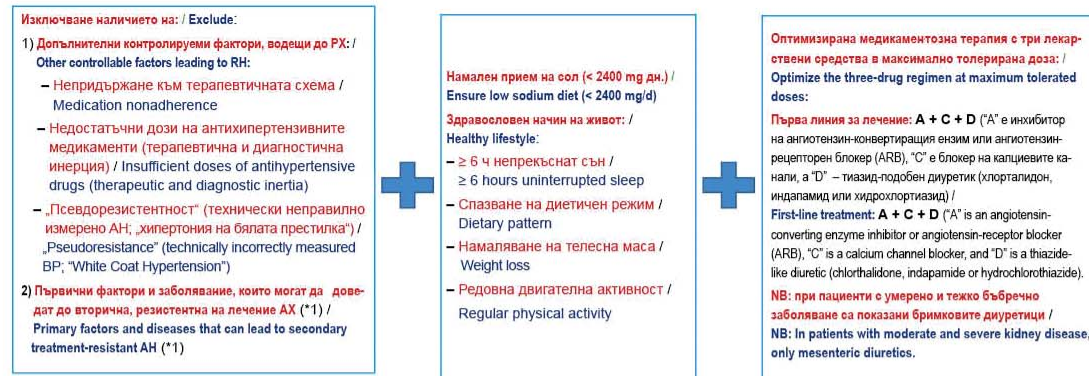 Изключване наличието на: / Exclude:
1) Допълнителни контролируеми фактори, водещи до РХ: /
Other controllable factors leading to RH:
– Непридържане към терапевтичната схема /
Medication nonadherence
– Недостатъчни дози на антихипертензивните
медикаменти (терапевтична и диагностична
инерция) / Insufficient doses of antihypertensive
drugs (therapeutic and diagnostic inertia)
– „Псевдорезистентност“ (технически неправилно
измерено АН; „хипертония на бялата престилка“) /
„Pseudoresistance” (technically incorrectly measured
BP; “White Coat Hypertension”)
2) Първични фактори и заболяване, които могат да дове-
дат до вторична, резистентна на лечение АХ (*1) /
Primary factors and diseases that can lead to secondary
treatment-resistant AH (*1)
Намален прием на сол (< 2400 mg дн.) /
Ensure low sodium diet (< 2400 mg/d)
Здравословен начин на живот: /
Healthy lifestyle:
– ≥ 6 ч непрекъснат сън /
≥ 6 hours uninterrupted sleep
– Спазване на диетичен режим /
Dietary pattern
– Намаляване на телесна маса /
Weight loss
– Редовна двигателна активност /
Regular physical activity
Оптимизирана медикаментозна терапия с три лекар-
ствени средства в максимално толерирана доза: /
Optimize the three-drug regimen at maximum tolerated
doses:
Първа линия за лечение: A + C + D (“A” е инхибитор
на ангиотензин-конвертиращия ензим или ангиотензин-
рецепторен блокер (ARB), “C” е блокер на калциевите ка-
нали, а “D” – тиазид-подобен диуретик (хлорталидон,
индапамид или хидрохлортиазид) /
First-line treatment: A + C + D (“A” is an angiotensin-
converting enzyme inhibitor or angiotensin-receptor blocker
(ARB), “C” is a calcium channel blocker, and “D” is a thiazide-
like diuretic (chlorthalidone, indapamide or hydrochlorothiazide).
NB: при пациенти с умерено и тежко бъбречно
заболяване са показани бримковите диуретици /
NB: In patients with moderate and severe kidney disease,
only mesenteric diuretics.